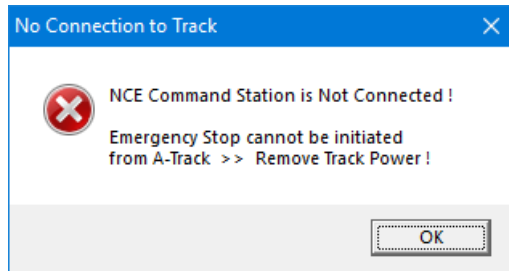 No Connection to Track
NCE Command Station is Not Connected !
Emergency Stop cannot be initiated
from A-Track >> Remove Track Power !
OK